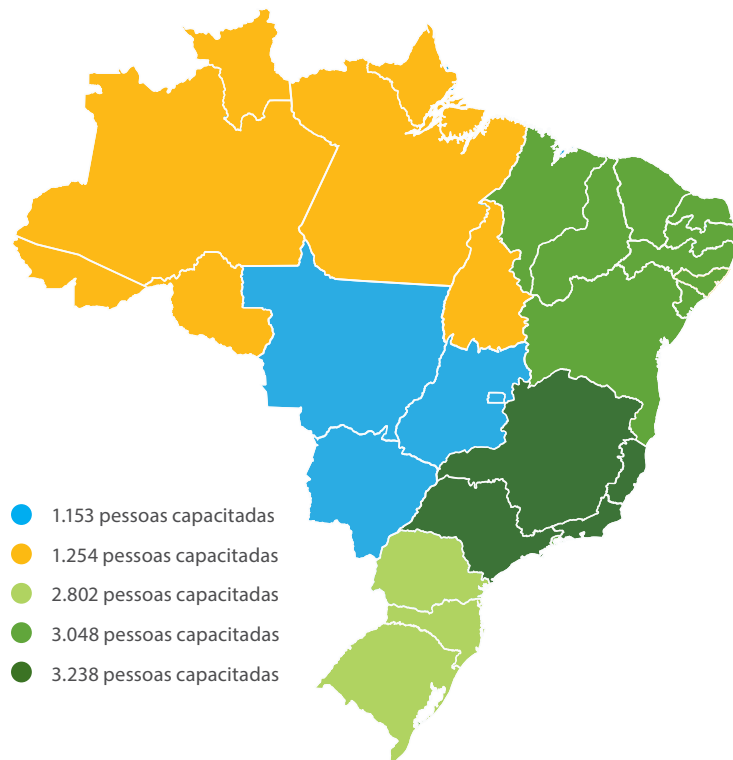 1.153 pessoas capacitadas
1.254 pessoas capacitadas
2.802 pessoas capacitadas
3.048 pessoas capacitadas
3.238 pessoas capacitadas